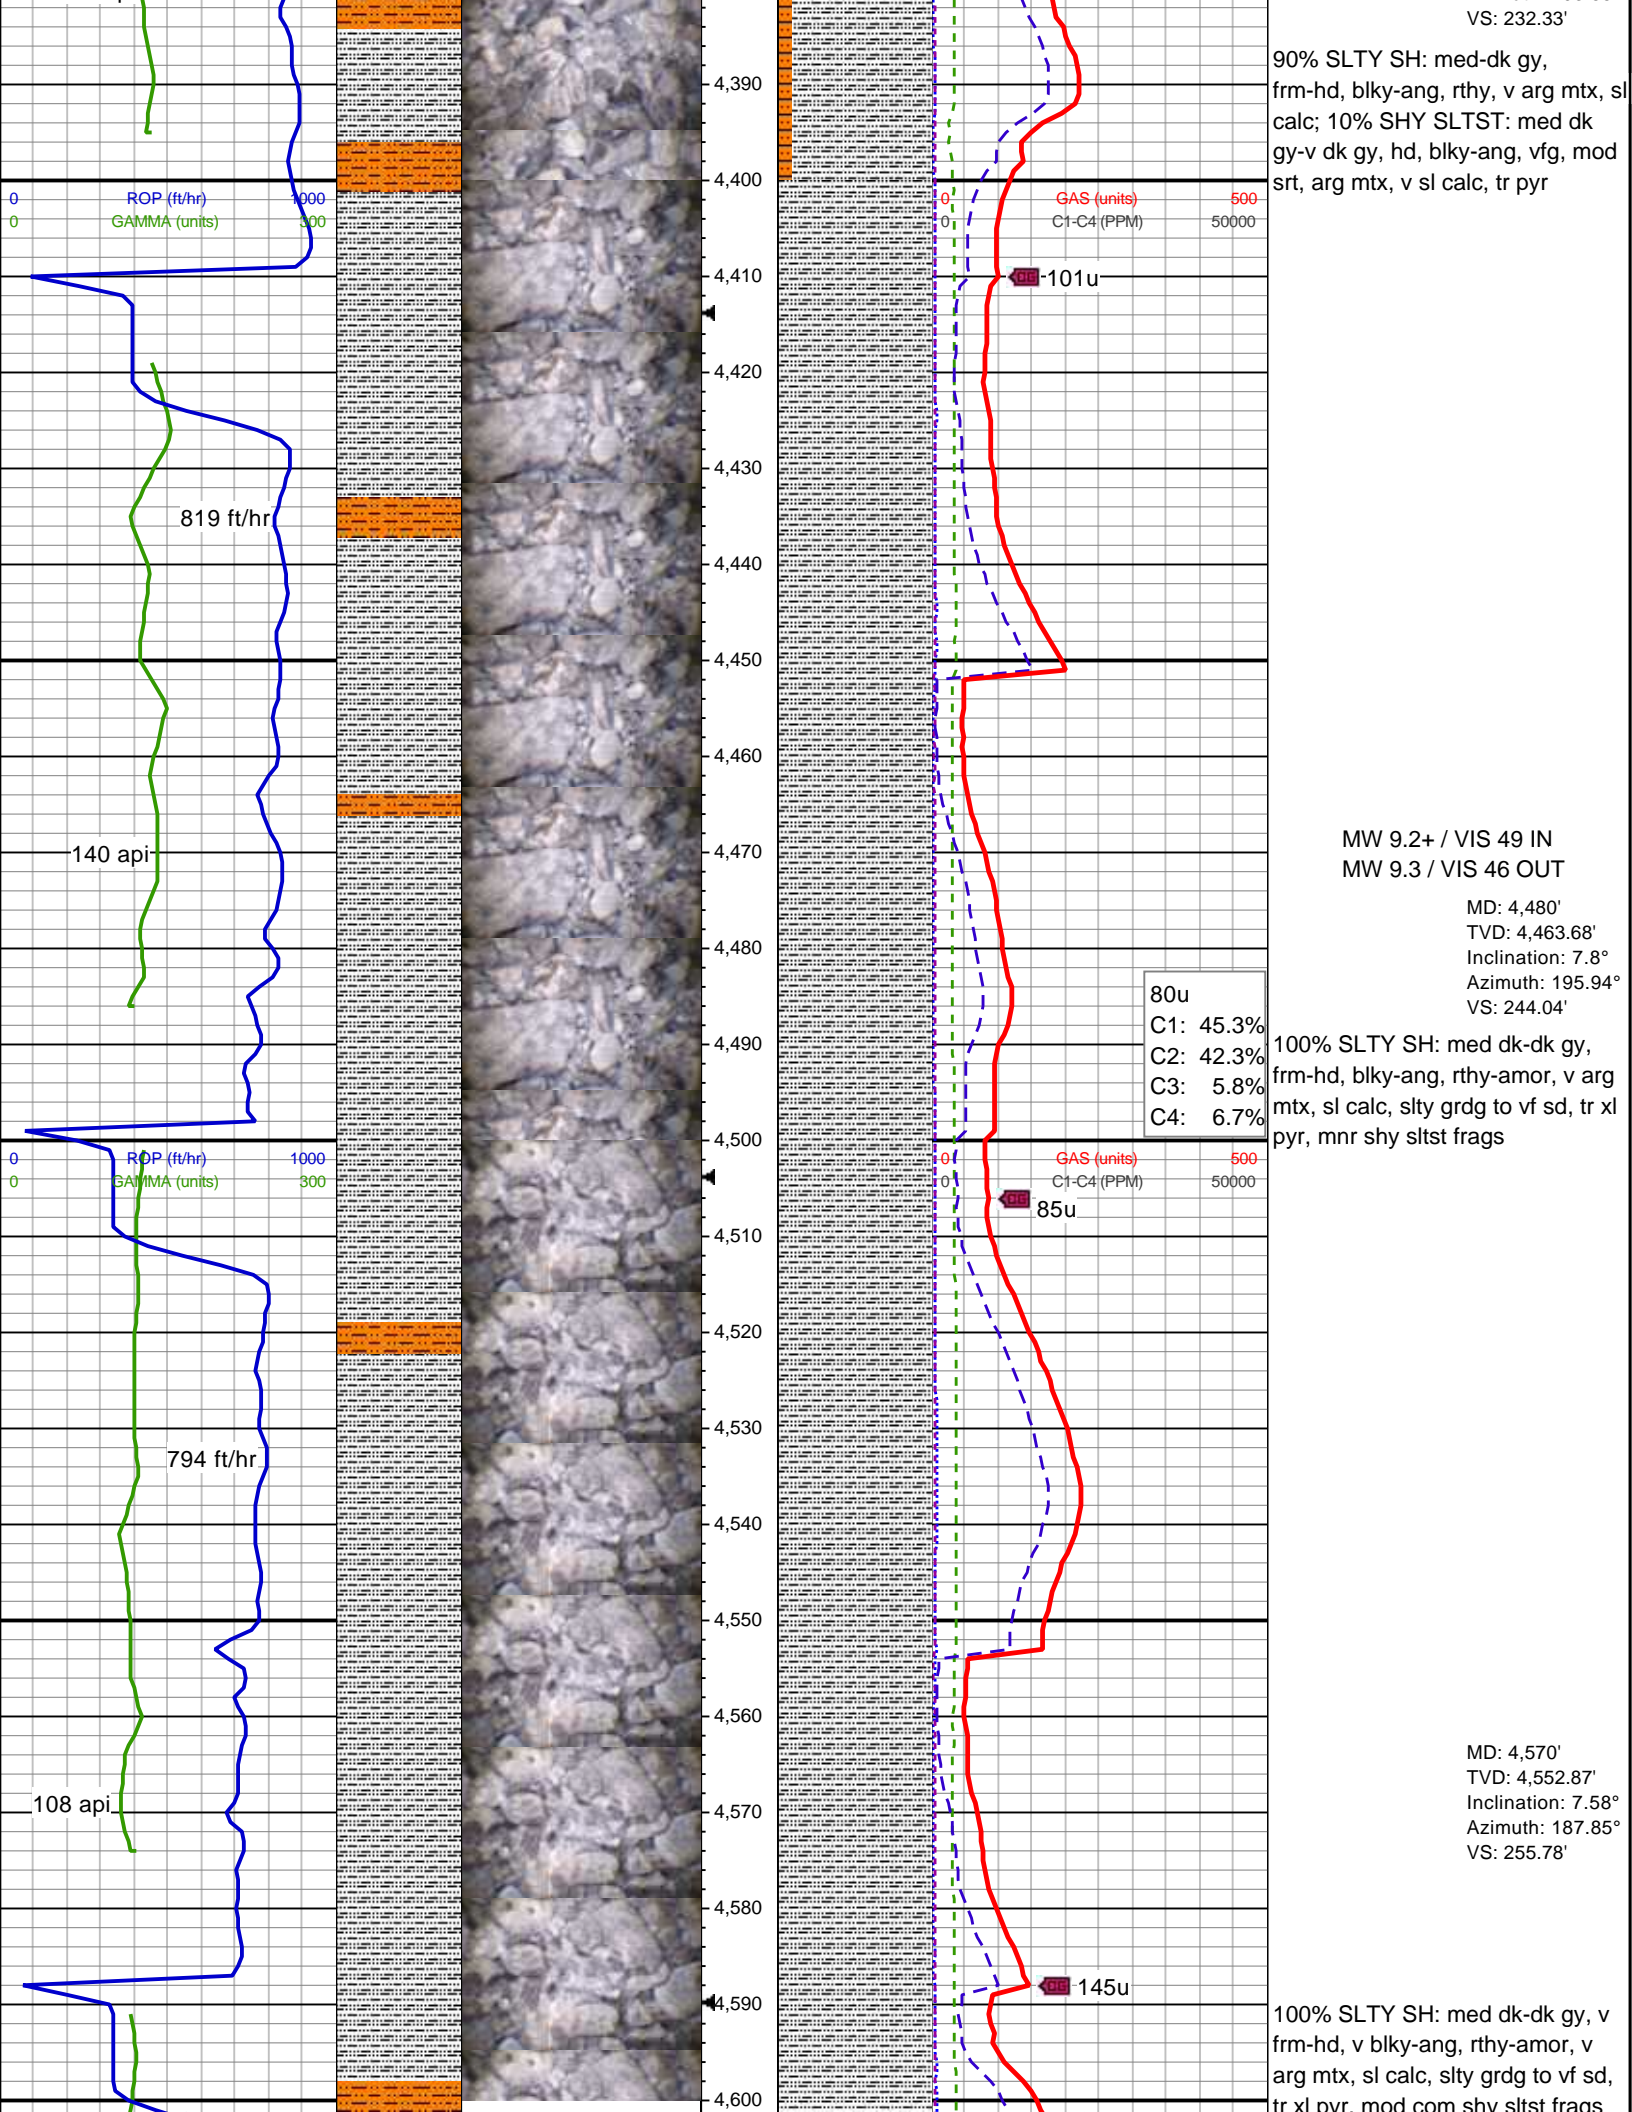 VS: 232.33'
90% SLTY SH: med-dk gy,
frm-hd, blky-ang, rthy, v arg mtx, sl
calc; 10% SHY SLTST: med dk
gy-v dk gy, hd, blky-ang, vfg, mod
srt, arg mtx, v sl calc, tr pyr
4,390
4,400
0 ROP (ft/hr) 1000
0 GAMMA (units) 300
0 GAS (units) 500
0 C1-C4 (PPM) 50000
4,410
CG 101u
4,420
4,430
819 ft/hr
4,440
4,450
4,460
140 api
4,470
MW 9.2+ / VIS 49 IN
MW 9.3 / VIS 46 OUT
MD: 4,480'
TVD: 4,463.68'
Inclination: 7.8°
Azimuth: 195.94°
VS: 244.04'
4,480
80u
C1: 45.3%
C2: 42.3%
C3: 5.8%
C4: 6.7%
4,490
100% SLTY SH: med dk-dk gy,
frm-hd, blky-ang, rthy-amor, v arg
mtx, sl calc, slty grdg to vf sd, tr xl
pyr, mnr shy sltst frags
4,500
0 ROP (ft/hr) 1000
0 GAMMA (units) 300
0 GAS (units) 500
0 C1-C4 (PPM) 50000
CG 85u
4,510
4,520
4,530
794 ft/hr
4,540
4,550
4,560
MD: 4,570'
TVD: 4,552.87'
Inclination: 7.58°
Azimuth: 187.85°
VS: 255.78'
108 api
4,570
4,580
CG 145u
4,590
100% SLTY SH: med dk-dk gy, v
frm-hd, v blky-ang, rthy-amor, v
arg mtx, sl calc, slty grdg to vf sd,
tr xl pyr, mod com shy sltst frags
4,600